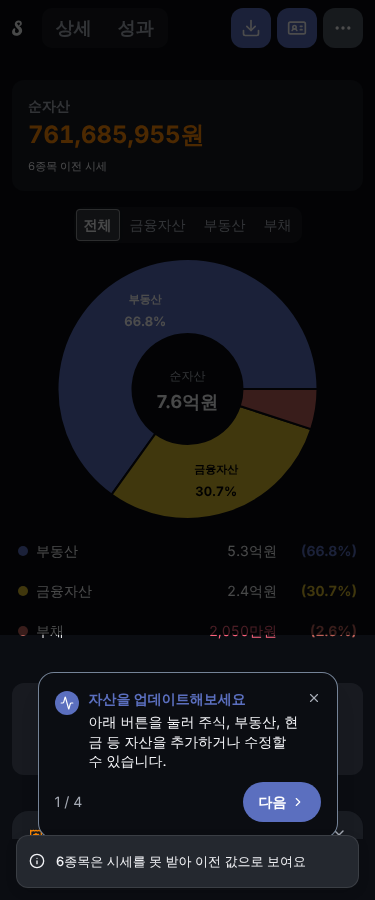 S
상세 성과
순자산
761,685,955원
6종목 이전 시세
전체 금융자산 부동산 부채
부동산
66.8%
순자산
7.6억원
금융자산
30.7%
부동산 5.3억원 (66.8%)
금융자산 2.4억원 (30.7%)
부채 2,050만원 (2.6%)
자산을 업데이트해보세요
아래 버튼을 눌러 주식, 부동산, 현
금 등 자산을 추가하거나 수정할
수 있습니다.
1 / 4
다음
6종목은 시세를 못 받아 이전 값으로 보여요